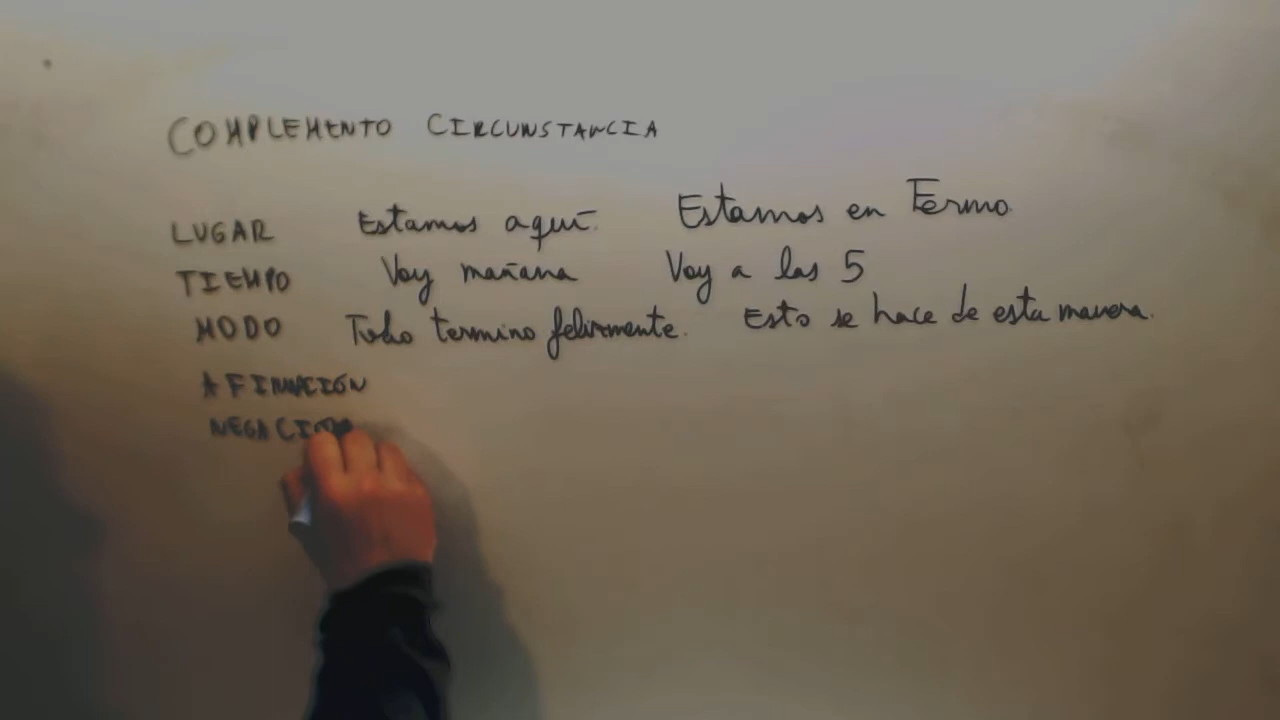 COMPLEMENTO CIRCUNSTANCIA
LUGAR Estamos aquí. Estamos en Fermo.
TIEMPO Voy mañana Voy a las 5
MODO Todo termino felizmente. Esto se hace de esta manera.
AFIRMACIÓN